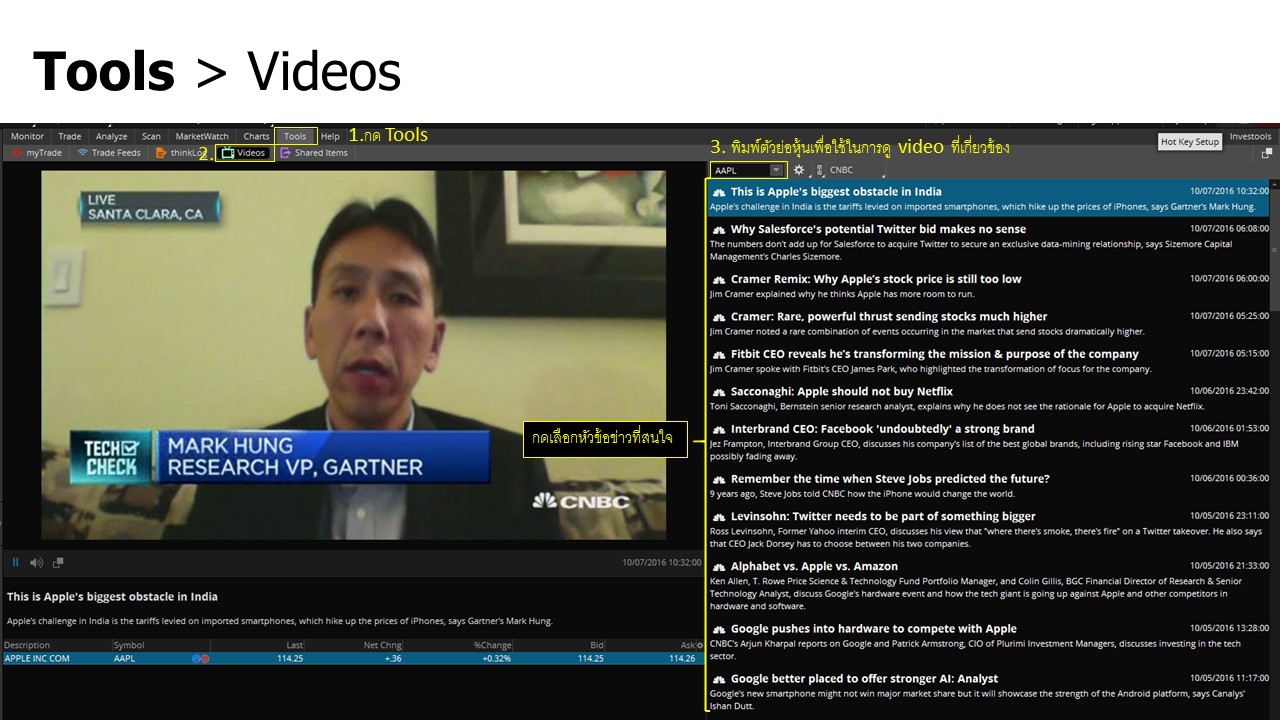 Tools > Videos
Monitor Trade Analyze Scan MarketWatch Charts Tools Help 1.กด Tools
Investools
Hot Key Setup
myTrade Trade Feeds 2. Videos Shared Items
3. พิมพ์ตัวย่อหุ้นเพื่อใช้ในการดู video ที่เกี่ยวข้อง
AAPL CNBC
LIVE
SANTA CLARA, CA
TECH
CHECK
MARK HUNG
RESEARCH VP, GARTNER
CNBC
กดเลือกหัวข้อข่าวที่สนใจ
10/07/2016 10:32:00
This is Apple's biggest obstacle in India
Apple's challenge in India is the tariffs levied on imported smartphones, which hike up the prices of iPhones, says Gartner's Mark Hung.
Description Symbol Last Net Chng %Change Bid Ask
APPLE INC COM AAPL 114.25 +.36 +0.32% 114.25 114.26
This is Apple's biggest obstacle in India 10/07/2016 10:32:00
Apple's challenge in India is the tariffs levied on imported smartphones, which hike up the prices of iPhones, says Gartner's Mark Hung.
Why Salesforce's potential Twitter bid makes no sense 10/07/2016 06:08:00
The numbers don't add up for Salesforce to acquire Twitter to secure an exclusive data-mining relationship, says Sizemore Capital
Management's Charles Sizemore.
Cramer Remix: Why Apple’s stock price is still too low 10/07/2016 06:00:00
Jim Cramer explained why he thinks Apple has more room to run.
Cramer: Rare, powerful thrust sending stocks much higher 10/07/2016 05:25:00
Jim Cramer noted a rare combination of events occurring in the market that send stocks dramatically higher.
Fitbit CEO reveals he’s transforming the mission & purpose of the company 10/07/2016 05:15:00
Jim Cramer spoke with Fitbit's CEO James Park, who highlighted the transformation of focus for the company.
Sacconaghi: Apple should not buy Netflix 10/06/2016 23:42:00
Toni Sacconaghi, Bernstein senior research analyst, explains why he does not see the rationale for Apple to acquire Netflix.
Interbrand CEO: Facebook 'undoubtedly' a strong brand 10/06/2016 01:53:00
Jez Frampton, Interbrand Group CEO, discusses his company's list of the best global brands, including rising star Facebook and IBM
possibly fading away.
Remember the time when Steve Jobs predicted the future? 10/06/2016 00:36:00
9 years ago, Steve Jobs told CNBC how the iPhone would change the world.
Levinsohn: Twitter needs to be part of something bigger 10/05/2016 23:11:00
Ross Levinsohn, Former Yahoo interim CEO, discusses his view that "where there's smoke, there's fire" on a Twitter takeover. He also says
that CEO Jack Dorsey has to choose between his two companies.
Alphabet vs. Apple vs. Amazon 10/05/2016 21:33:00
Ken Allen, T. Rowe Price Science & Technology Fund Portfolio Manager, and Colin Gillis, BGC Financial Director of Research & Senior
Technology Analyst, discuss Google's hardware event and how the tech giant is going up against Apple and other competitors in
hardware and software.
Google pushes into hardware to compete with Apple 10/05/2016 13:28:00
CNBC's Arjun Kharpal reports on Google and Patrick Armstrong, CIO of Plurimi Investment Managers, discusses investing in the tech
sector.
Google better placed to offer stronger AI: Analyst 10/05/2016 11:17:00
Google's new smartphone might not win major market share but it will showcase the strength of the Android platform, says Canalys'
Ishan Dutt.